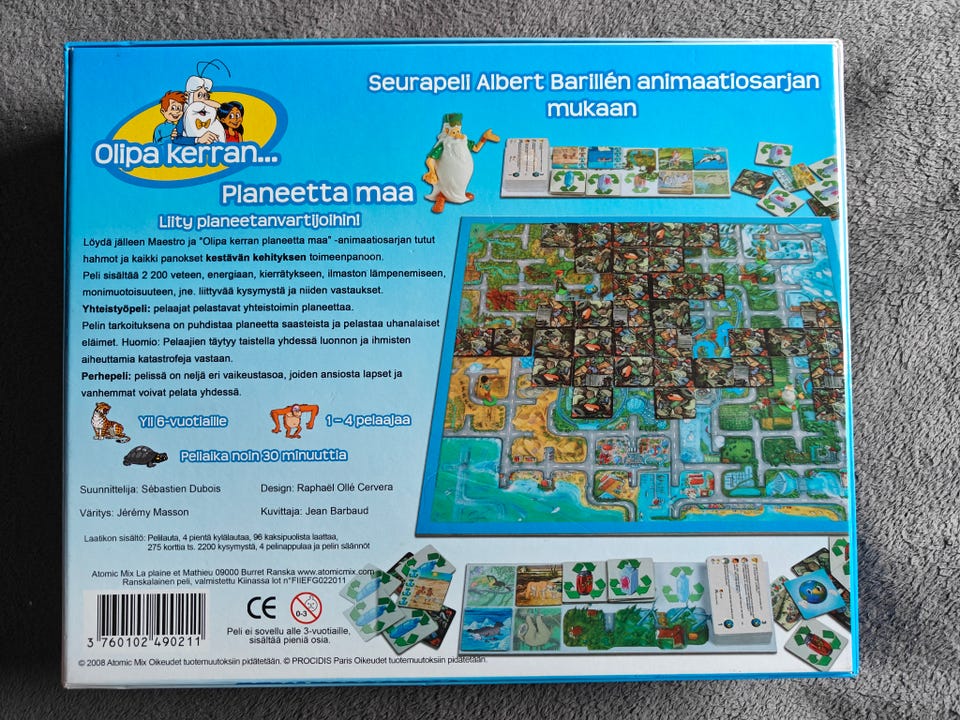 Olipa kerran...
Planeetta maa
Seurapeli Albert Barillén animaatiosarjan
mukaan
Liity planeetanvartijoihin!
Löydä jälleen Maestro ja "Olipa kerran planeetta maa" -animaatiosarjan tutut
hahmot ja kaikki panokset kestävän kehityksen toimeenpanoon.
Peli sisältää 2 200 veteen, energiaan, kierrätykseen, ilmaston lämpenemiseen,
monimuotoisuuteen, jne. liittyvää kysymystä ja niiden vastaukset.
Yhteistyöpeli: pelaajat pelastavat yhteistoimin planeettaa.
Pelin tarkoituksena on puhdistaa planeetta saasteista ja pelastaa uhanalaiset
eläimet. Huomio: Pelaajien täytyy taistella yhdessä luonnon ja ihmisten
aiheuttamia katastrofeja vastaan.
Perhepeli: pelissä on neljä eri vaikeustasoa, joiden ansiosta lapset ja
vanhemmat voivat pelata yhdessä.
Yli 6-vuotiaille
1 – 4 pelaajaa
Peliaika noin 30 minuuttia
Suunnittelija: Sébastien Dubois
Design: Raphaël Ollé Cervera
Väritys: Jérémy Masson
Kuvittaja: Jean Barbaud
Laatikon sisältö: Pelilauta, 4 pientä kylälautaa, 96 kaksipuolista laattaa,
275 korttia ts. 2200 kysymystä, 4 pelinappulaa ja pelin säännöt
Atomic Mix La plaine et Mathieu 09000 Burret Ranska www.atomicmix.com
Ranskalainen peli, valmistettu Kiinassa lot n°FIIEFG022011
CE
0-3
Peli ei sovellu alle 3-vuotiaille,
sisältää pieniä osia.
3 760102 490211
© 2008 Atomic Mix Oikeudet tuotemuutoksiin pidätetään. © PROCIDIS Paris Oikeudet tuotemuutoksiin pidätetään.